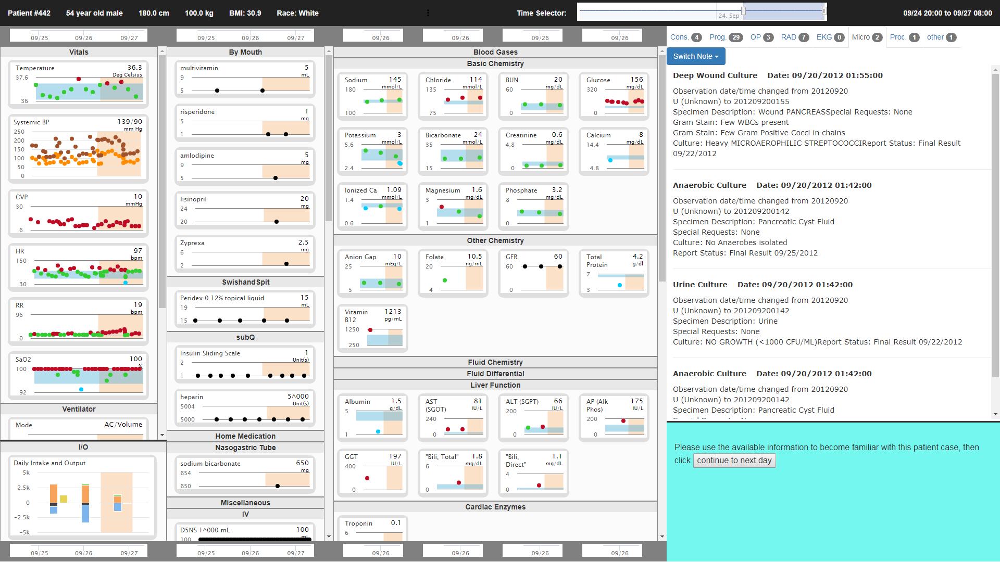 Patient #442 54 year old male 180.0 cm 100.0 kg BMI: 30.9 Race: White Time Selector: 24. Sep 09/24 20:00 to 09/27 08:00
09/25 09/26 09/27 09/25 09/26 09/27 09/26 09/26 09/26 09/26
Vitals
Temperature 36.3
Deg Celsius
37.6
36
Systemic BP 139/90
mm Hg
250
200
150
100
50
0
CVP 10
mmHg
30
6
HR 97
bpm
150
30
RR 19
bpm
96
0
SaO2 100
%
100
92
Ventilator
Mode AC/Volume
I/O
Daily Intake and Output
5k
2.5k
0
-2.5k
-5k
By Mouth
multivitamin 5
mL
9
5
risperidone 1
mg
5
1
amlodipine 5
mg
9
5
lisinopril 20
mg
24
20
Zyprexa 2.5
mg
6
2
SwishandSpit
Peridex 0.12% topical liquid 15
mL
19
15
subQ
Insulin Sliding Scale 1
Unit(s)
2
1
heparin 5^000
Unit(s)
5004
5000
Home Medication
Nasogastric Tube
sodium bicarbonate 650
mg
654
650
Miscellaneous
IV
D5NS 1^000 mL 100
mL
100
Blood Gases
Basic Chemistry
Sodium 145
mmol/L
180
100
Chloride 114
mmol/L
135
75
BUN 20
mg/dL
60
0
Glucose 156
mg/dL
320
0
Potassium 3
mmol/L
5.6
2.4
Bicarbonate 24
mmol/L
35
15
Creatinine 0.6
mg/dL
4.8
0
Calcium 8
mg/dL
14.4
4.8
Ionized Ca 1.09
mmol/L
1.4
0.6
Magnesium 1.6
mg/dL
3
1
Phosphate 3.2
mg/dL
8
0
Other Chemistry
Anion Gap 10
mEq/L
25
5
Folate 10.5
ng/mL
20
4
GFR 60
60
0
Total 4.2
Protein g/dl
7
3
Vitamin 1213
B12 pg/mL
1250
250
Fluid Chemistry
Fluid Differential
Liver Function
Albumin 1.5
g/dL
5
1
AST 81
(SGOT) IU/L
240
0
ALT (SGPT) 66
IU/L
200
0
AP (Alk 175
Phos) IU/L
200
0
GGT 197
IU/L
400
0
"Bili, Total" 1.8
mg/dL
6
0
"Bili, 1.1
Direct" mg/dL
4
0
Cardiac Enzymes
Troponin 0.1
6
09/25 09/26 09/27 09/25 09/26 09/27 09/26 09/26 09/26 09/26
Cons. 4 Prog. 29 OP 3 RAD 7 EKG 0 Micro 2 Proc. 1 other 1
Switch Note
Deep Wound Culture Date: 09/20/2012 01:55:00
Observation date/time changed from 20120920
U (Unknown) to 201209200155
Specimen Description: Wound PANCREASSpecial Requests: None
Gram Stain: Few WBCs present
Gram Stain: Few Gram Positive Cocci in chains
Culture: Heavy MICROAEROPHILIC STREPTOCOCCIReport Status: Final Result
09/22/2012
Anaerobic Culture Date: 09/20/2012 01:42:00
Observation date/time changed from 20120920
U (Unknown) to 201209200142
Specimen Description: Pancreatic Cyst Fluid
Special Requests: None
Culture: No Anaerobes isolated
Report Status: Final Result 09/25/2012
Urine Culture Date: 09/20/2012 01:42:00
Observation date/time changed from 20120920
U (Unknown) to 201209200142
Specimen Description: Urine
Special Requests: None
Culture: NO GROWTH (<1000 CFU/ML)Report Status: Final Result 09/22/2012
Anaerobic Culture Date: 09/20/2012 01:42:00
Observation date/time changed from 20120920
U (Unknown) to 201209200142
Specimen Description: Pancreatic Cyst Fluid
Please use the available information to become familiar with this patient case, then
click continue to next day